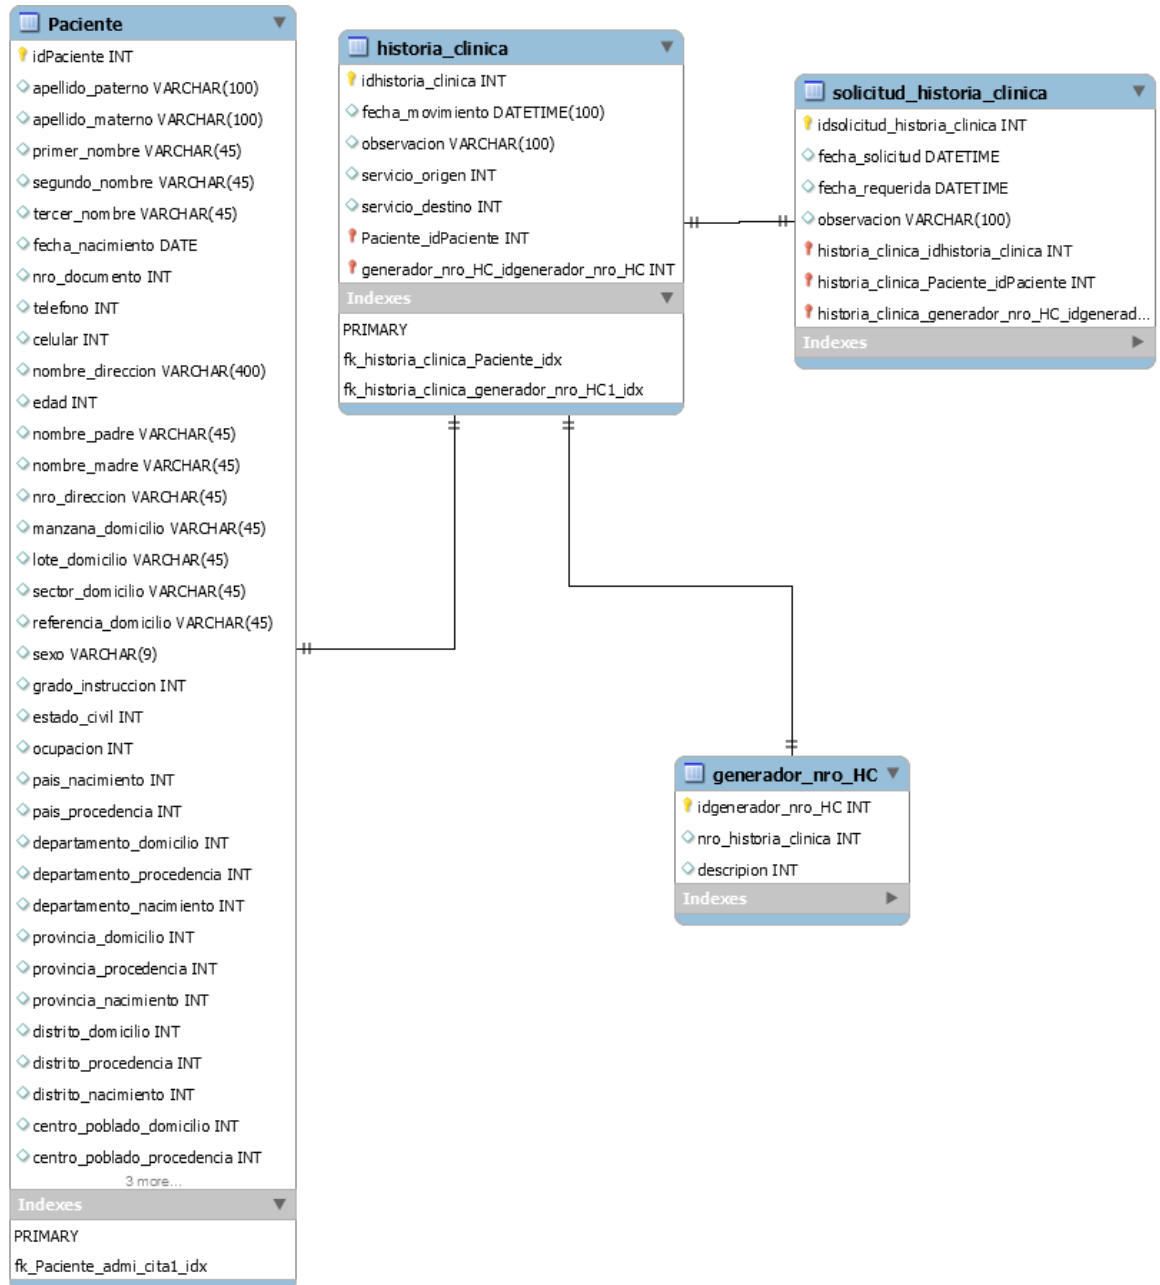 Paciente
idPaciente INT
apellido_paterno VARCHAR(100)
apellido_materno VARCHAR(100)
primer_nombre VARCHAR(45)
segundo_nombre VARCHAR(45)
tercer_nombre VARCHAR(45)
fecha_nacimiento DATE
nro_documento INT
telefono INT
celular INT
nombre_direccion VARCHAR(400)
edad INT
nombre_padre VARCHAR(45)
nombre_madre VARCHAR(45)
nro_direccion VARCHAR(45)
manzana_domicilio VARCHAR(45)
lote_domicilio VARCHAR(45)
sector_domicilio VARCHAR(45)
referencia_domicilio VARCHAR(45)
sexo VARCHAR(9)
grado_instruccion INT
estado_civil INT
ocupacion INT
pais_nacimiento INT
pais_procedencia INT
departamento_domicilio INT
departamento_procedencia INT
departamento_nacimiento INT
provincia_domicilio INT
provincia_procedencia INT
provincia_nacimiento INT
distrito_domicilio INT
distrito_procedencia INT
distrito_nacimiento INT
centro_poblado_domicilio INT
centro_poblado_procedencia INT
3 more...
Indexes
PRIMARY
fk_Paciente_admi_cita1_idx
historia_clinica
idhistoria_clinica INT
fecha_movimiento DATETIME(100)
observacion VARCHAR(100)
servicio_origen INT
servicio_destino INT
Paciente_idPaciente INT
generador_nro_HC_idgenerador_nro_HC INT
Indexes
PRIMARY
fk_historia_clinica_Paciente_idx
fk_historia_clinica_generador_nro_HC1_idx
solicitud_historia_clinica
idsolicitud_historia_clinica INT
fecha_solicitud DATETIME
fecha_requerida DATETIME
observacion VARCHAR(100)
historia_clinica_idhistoria_clinica INT
historia_clinica_Paciente_idPaciente INT
historia_clinica_generador_nro_HC_idgenerad...
Indexes
generador_nro_HC
idgenerador_nro_HC INT
nro_historia_clinica INT
descripion INT
Indexes